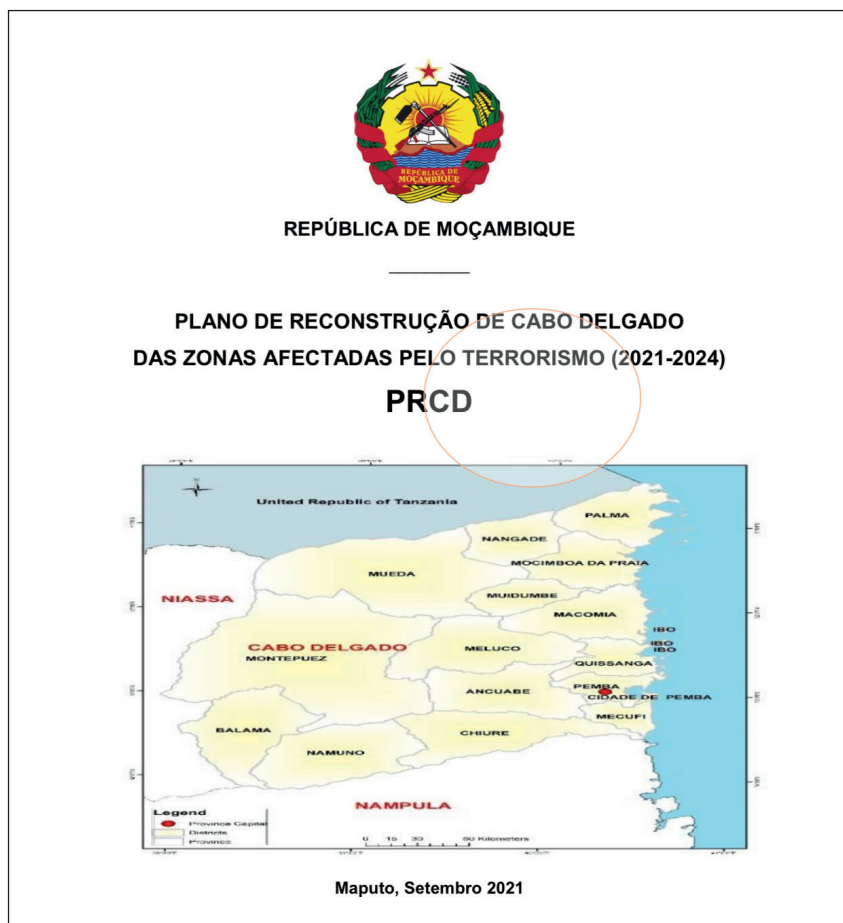 REPÚBLICA DE
MOÇAMBIQUE
REPÚBLICA DE MOÇAMBIQUE
PLANO DE RECONSTRUÇÃO DE CABO DELGADO
DAS ZONAS AFECTADAS PELO TERRORISMO (2021-2024)
PRCD
United Republic of Tanzania
PALMA
NANGADE
MOCIMBOA DA PRAIA
MUEDA
NIASSA
MUIDUMBE
MACOMIA
IBO
CABO DELGADO
MELUCO
IBO
IBO
MONTEPUEZ
QUISSANGA
ANCUABE
PEMBA
CIDADE DE PEMBA
MECUFI
BALAMA
CHIURE
NAMUNO
NAMPULA
Legend
Province Capital
Districts
Province
0 15 30 60 Kilometers
Maputo, Setembro 2021